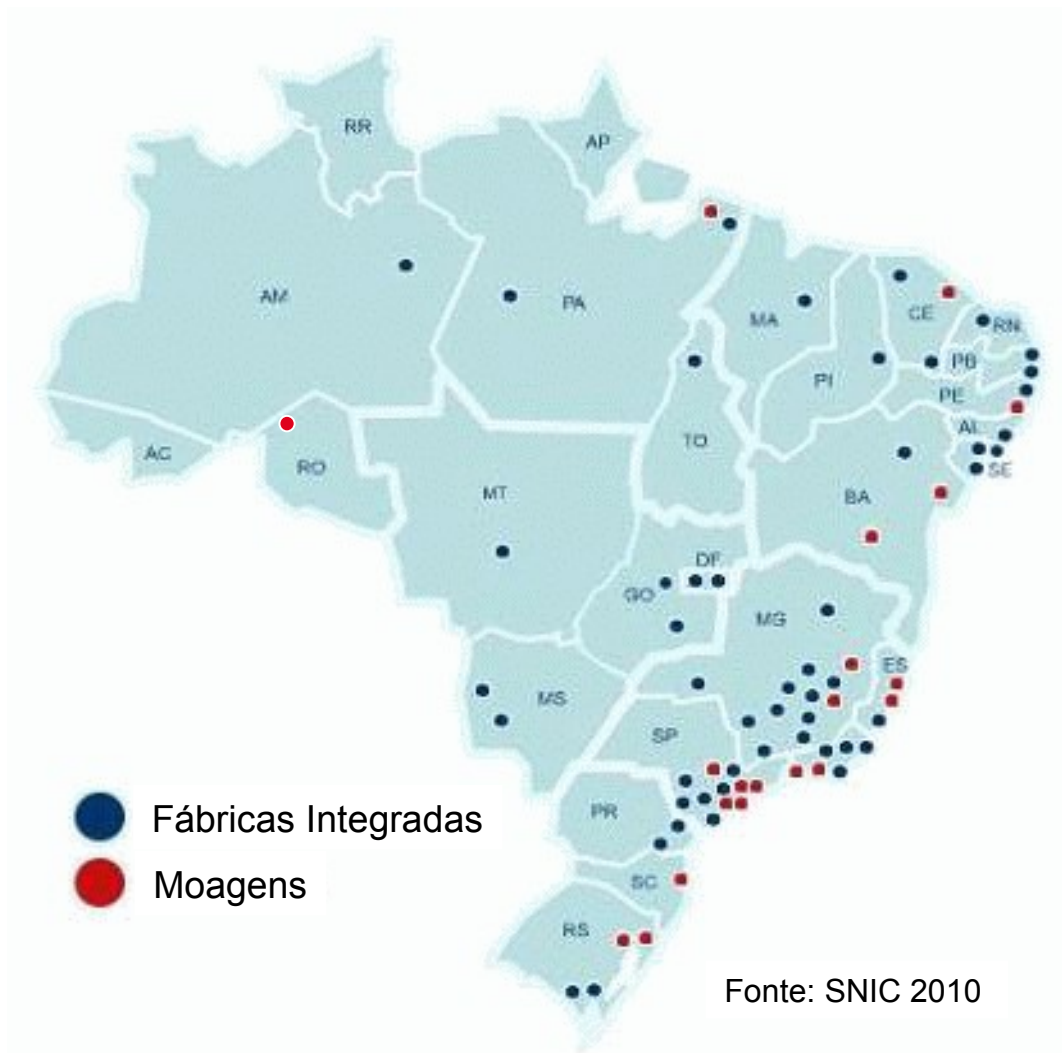 RR
AP
AM
PA
MA
CE
RN
PB
PI
PE
AL
SE
TO
AC
RO
MT
BA
DF
GO
MG
ES
MS
SP
PR
SC
RS
Fábricas Integradas
Moagens
Fonte: SNIC 2010